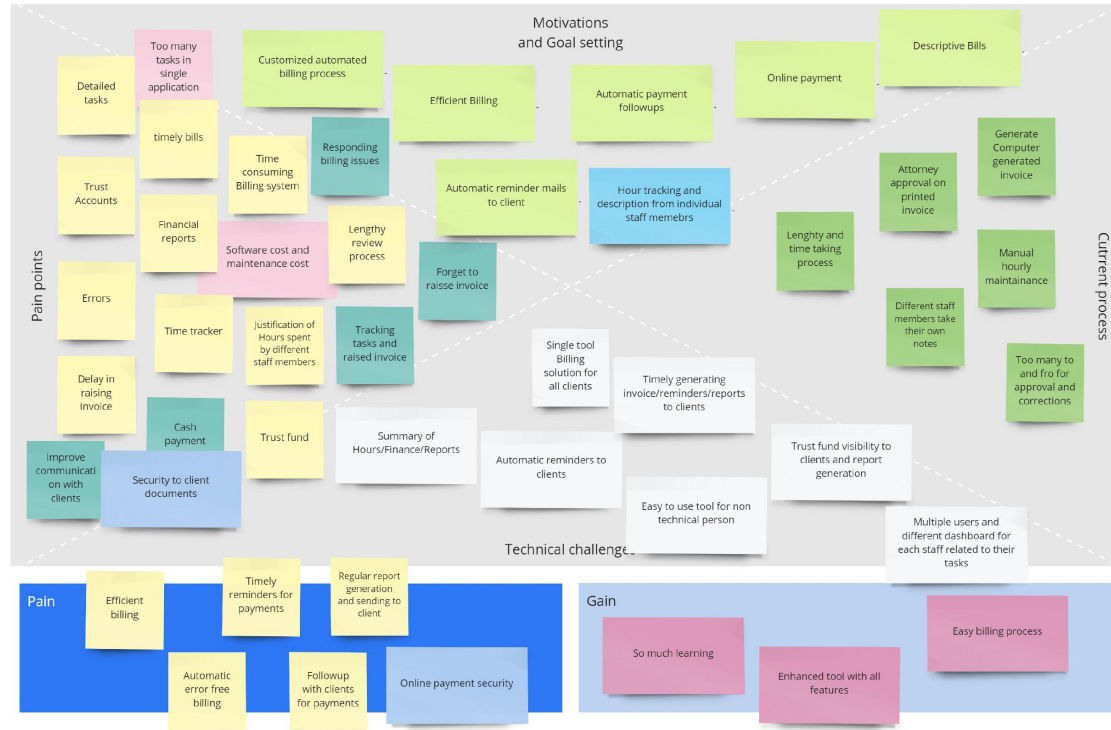 Motivations
and Goal setting
Pain points
Cutrrent process
Technical challenges
Too many
tasks in
single
application
Detailed
tasks
timely bills
Time
consuming
Billing system
Responding
billing issues
Trust
Accounts
Financial
reports
Software cost and
maintenance cost
Lengthy
review
process
Forget to
raisse invoice
Errors
Time tracker
Justification of
Hours spent
by different
staff members
Tracking
tasks and
raised invoice
Delay in
raising
invoice
Cash
payment
Trust fund
Improve
communicati
on with
clients
Security to client
documents
Customized automated
billing process
Efficient Billing
Automatic payment
followups
Online payment
Descriptive Bills
Automatic reminder mails
to client
Hour tracking and
description from individual
staff memebrs
Generate
Computer
generated
invoice
Attorney
approval on
printed
invoice
Lenghty and
time taking
process
Manual
hourly
maintainance
Different staff
members take
their own
notes
Too many to
and fro for
approval and
corrections
Single tool
Billing
solution for
all clients
Timely generating
invoice/reminders/reports
to clients
Summary of
Hours/Finance/Reports
Automatic reminders to
clients
Trust fund visibility to
clients and report
generation
Easy to use tool for non
technical person
Multiple users and
different dashboard for
each staff related to their
tasks
Pain
Efficient
billing
Timely
reminders for
payments
Regular report
generation
and sending to
client
Automatic
error free
billing
Followup
with clients
for payments
Online payment security
Gain
So much learning
Enhanced tool with all
features
Easy billing process